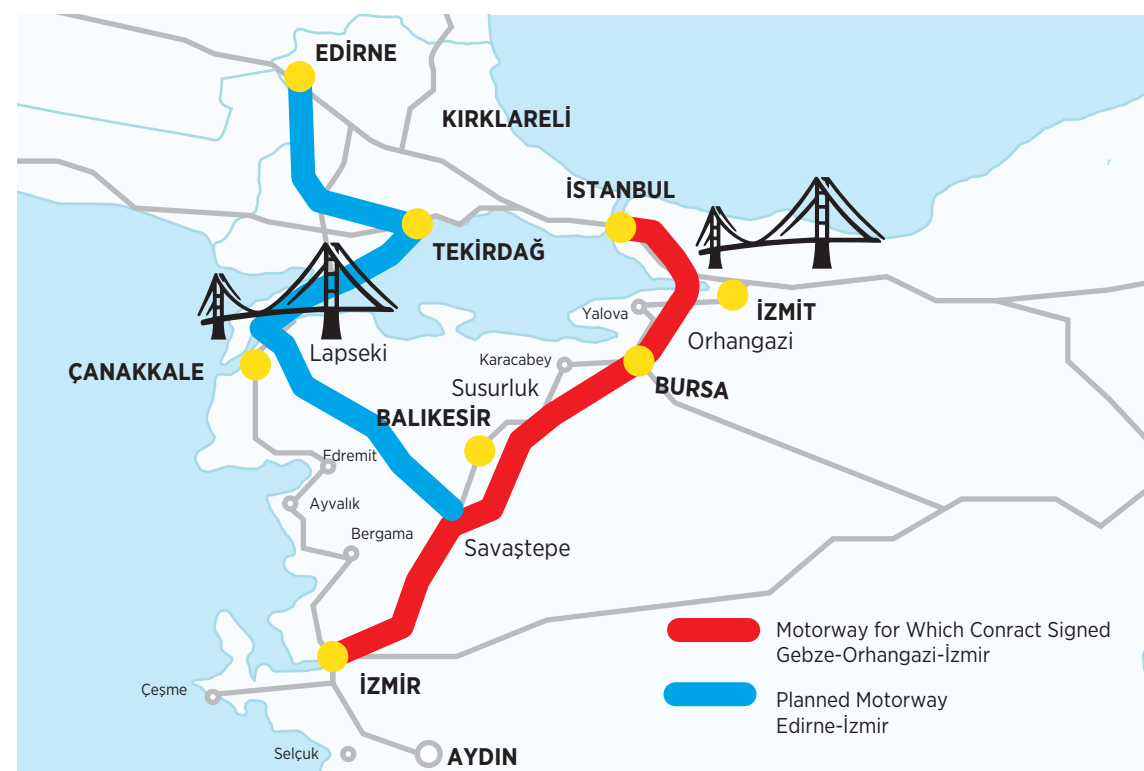 EDİRNE
KIRKLARELİ
İSTANBUL
TEKİRDAĞ
İZMİT
Yalova
Orhangazi
Lapseki
Karacabey
ÇANAKKALE
Susurluk
BURSA
BALIKESİR
Edremit
Ayvalık
Bergama
Savaştepe
Motorway for Which Conract Signed
Gebze-Orhangazi-İzmir
İZMİR
Çeşme
Planned Motorway
Edirne-İzmir
Selçuk
AYDIN